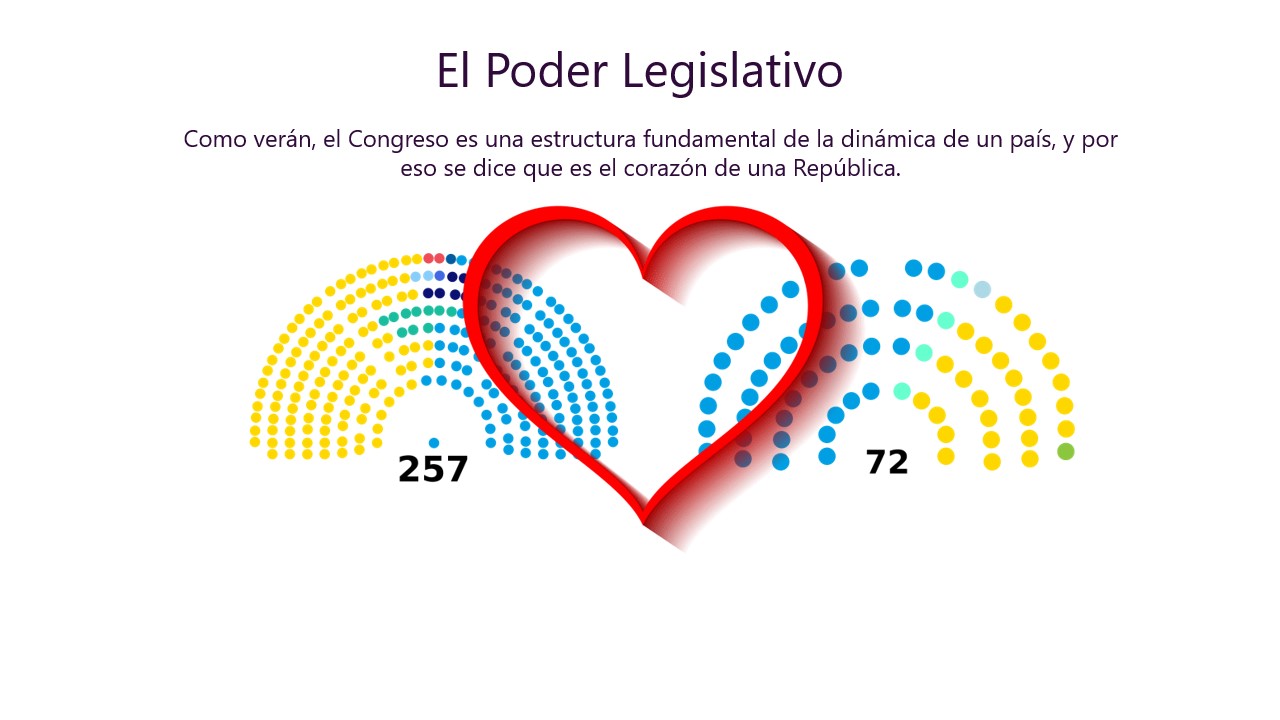 El Poder Legislativo
Como verán, el Congreso es una estructura fundamental de la dinámica de un país, y por
eso se dice que es el corazón de una República.
257
72